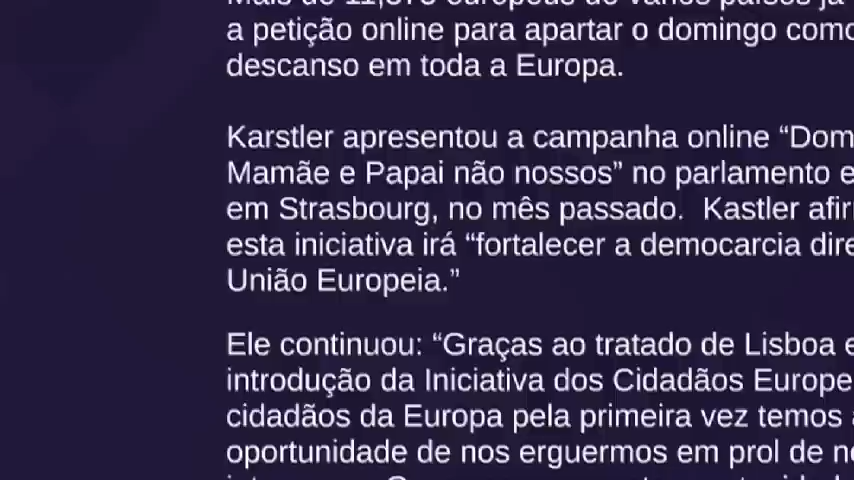 a petição online para apartar o domingo como
descanso em toda a Europa.
Karstler apresentou a campanha online “Dom
Mamãe e Papai não nossos” no parlamento e
em Strasbourg, no mês passado. Kastler afir
esta iniciativa irá “fortalecer a democarcia dire
União Europeia.”
Ele continuou: “Graças ao tratado de Lisboa e
introdução da Iniciativa dos Cidadãos Europe
cidadãos da Europa pela primeira vez temos a
oportunidade de nos erguermos em prol de no